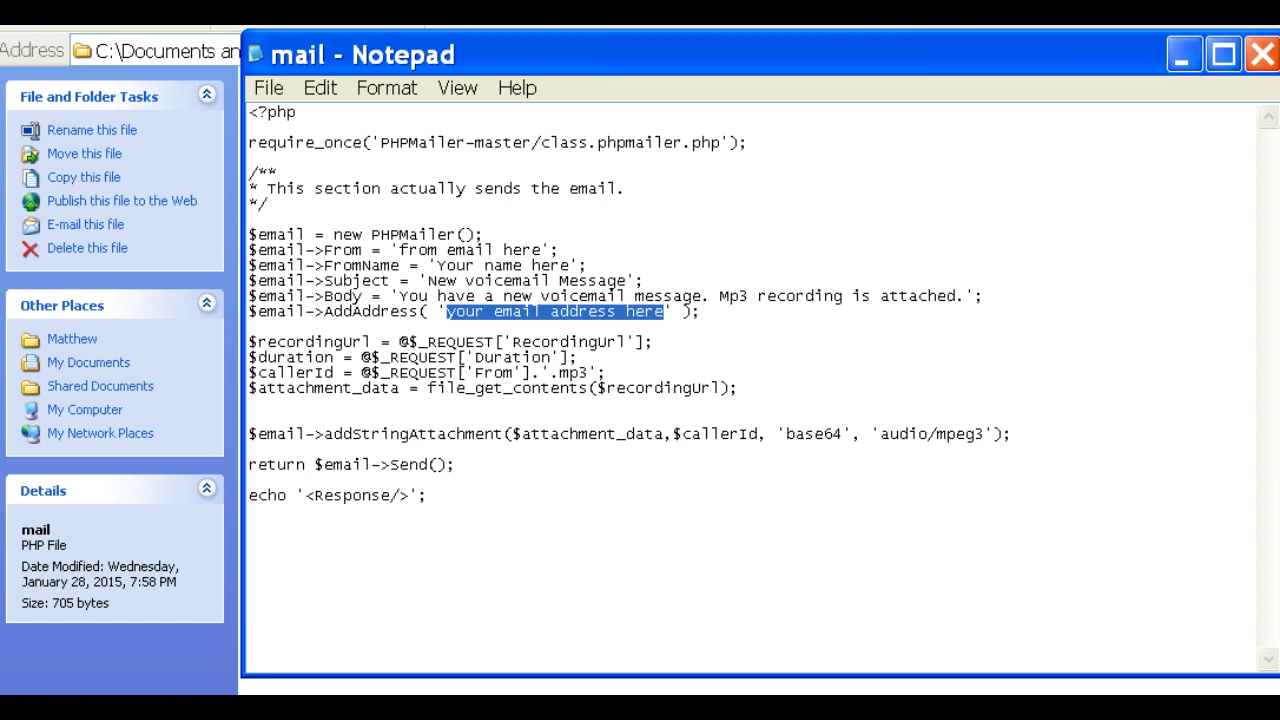 Address C:\Documents an
File and Folder Tasks
Rename this file
Move this file
Copy this file
Publish this file to the Web
E-mail this file
Delete this file
Other Places
Matthew
My Documents
Shared Documents
My Computer
My Network Places
Details
mail
PHP File
Date Modified: Wednesday,
January 28, 2015, 7:58 PM
Size: 705 bytes
mail - Notepad
File Edit Format View Help
<?php
require_once('PHPMailer-master/class.phpmailer.php');
/**
* This section actually sends the email.
*/
$email = new PHPMailer();
$email->From = 'from email here';
$email->FromName = 'Your name here';
$email->Subject = 'New voicemail Message';
$email->Body = 'You have a new voicemail message. Mp3 recording is attached.';
$email->AddAddress( 'your email address here' );
$recordingUrl = @$_REQUEST['RecordingUrl'];
$duration = @$_REQUEST['Duration'];
$callerId = @$_REQUEST['From'].'.mp3';
$attachment_data = file_get_contents($recordingUrl);
$email->addStringAttachment($attachment_data,$callerId, 'base64', 'audio/mpeg3');
return $email->Send();
echo '<Response/>';